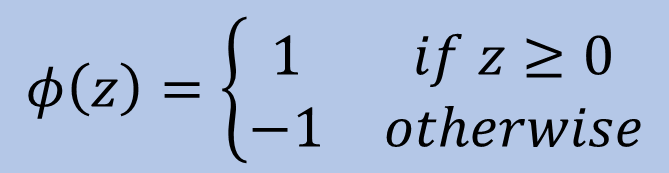 ϕ(z) = { 1 if z ≥ 0
−1 otherwise